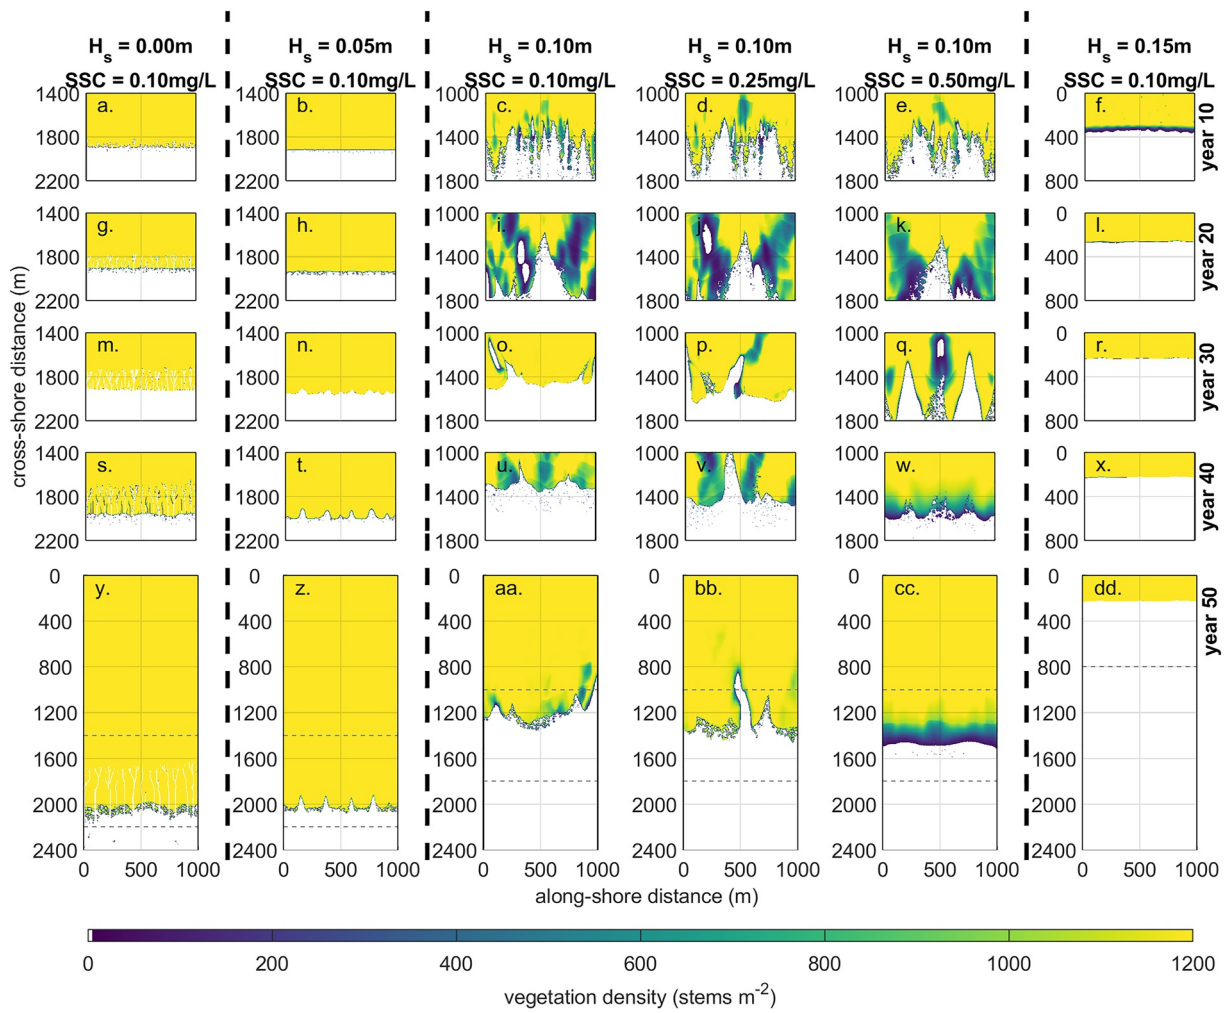 H_s = 0.00m H_s = 0.05m H_s = 0.10m H_s = 0.10m H_s = 0.10m H_s = 0.15m
SSC = 0.10mg/L SSC = 0.10mg/L SSC = 0.10mg/L SSC = 0.25mg/L SSC = 0.50mg/L SSC = 0.10mg/L
1400 1400 1000 1000 1000 0
a. b. c. d. e. f.
1800 1800 1400 1400 1400 400
2200 2200 1800 1800 1800 800
year 10
1400 1400 1000 1000 1000 0
g. h. i. j. k. l.
1800 1800 1400 1400 1400 400
2200 2200 1800 1800 1800 800
year 20
1400 1400 1000 1000 1000 0
m. n. o. p. q. r.
1800 1800 1400 1400 1400 400
2200 2200 1800 1800 1800 800
year 30
1400 1400 1000 1000 1000 0
s. t. u. v. w. x.
1800 1800 1400 1400 1400 400
2200 2200 1800 1800 1800 800
year 40
cross-shore distance (m)
0 0 0 0 0 0
y. z. aa. bb. cc. dd.
400 400 400 400 400 400
800 800 800 800 800 800
1200 1200 1200 1200 1200 1200
1600 1600 1600 1600 1600 1600
2000 2000 2000 2000 2000 2000
2400 2400 2400 2400 2400 2400
year 50
0 500 1000 0 500 1000 0 500 1000 0 500 1000 0 500 1000 0 500 1000
along-shore distance (m)
0 200 400 600 800 1000 1200
vegetation density (stems m⁻²)